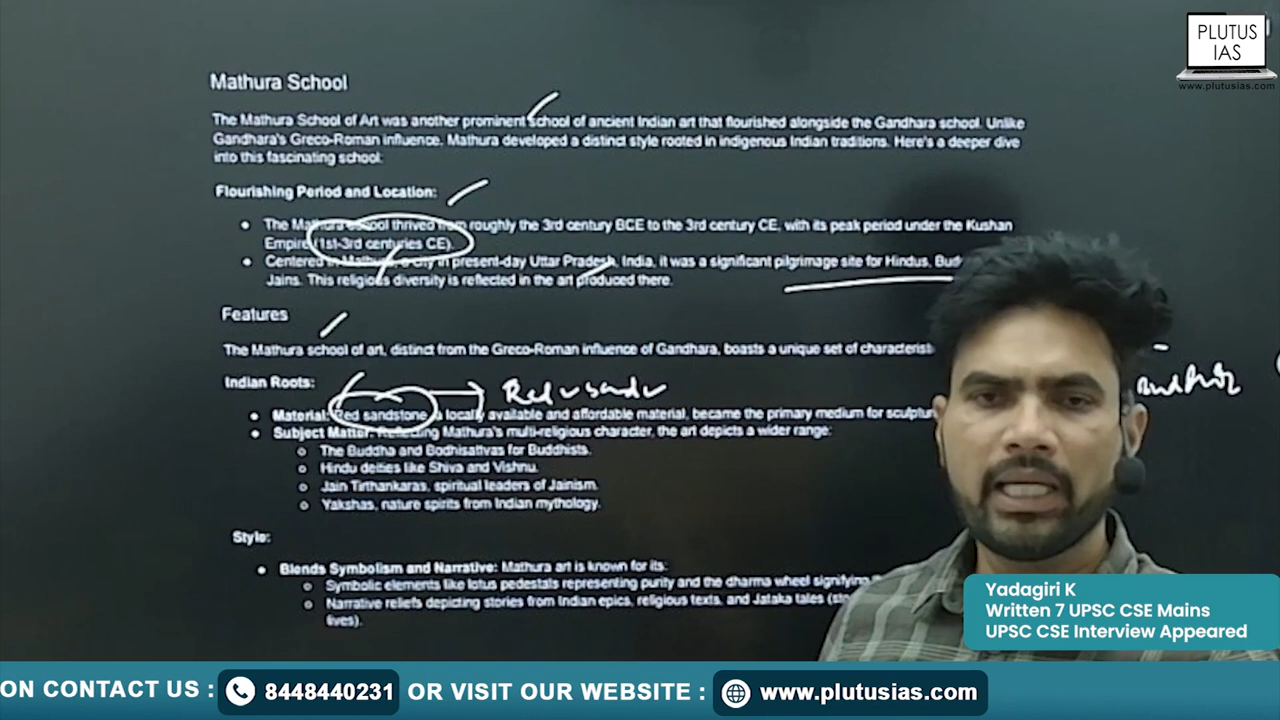 PLUTUS
IAS
www.plutusias.com
Mathura School
The Mathura School of Art was another prominent school of ancient Indian art that flourished alongside the Gandhara school. Unlike
Gandhara's Greco-Roman influence, Mathura developed a distinct style rooted in indigenous Indian traditions. Here's a deeper dive
into this fascinating school:
Flourishing Period and Location:
• The Mathura school thrived from roughly the 3rd century BCE to the 3rd century CE, with its peak period under the Kushan
Empire (1st-3rd centuries CE).
• Centered in Mathura, a city in present-day Uttar Pradesh, India, it was a significant pilgrimage site for Hindus,
Jains. This religious diversity is reflected in the art produced there.
Features
The Mathura school of art, distinct from the Greco-Roman influence of Gandhara, boasts a unique set of
Indian Roots:
• Material: Red sandstone, a locally available and affordable material, became the primary medium for
• Subject Matter: Reflecting Mathura's multi-religious character, the art depicts a wider range:
○ The Buddha and Bodhisattvas for Buddhists.
○ Hindu deities like Shiva and Vishnu.
○ Jain Tirthankaras, spiritual leaders of Jainism.
○ Yakshas, nature spirits from Indian mythology.
Style:
• Blends Symbolism and Narrative: Mathura art is known for its:
○ Symbolic elements like lotus pedestals representing purity and the dharma wheel signifying
○ Narrative reliefs depicting stories from Indian epics, religious texts, and Jataka tales
lives).
Yadagiri K
Written 7 UPSC CSE Mains
UPSC CSE Interview Appeared
ON CONTACT US : 8448440231 OR VISIT OUR WEBSITE : www.plutusias.com